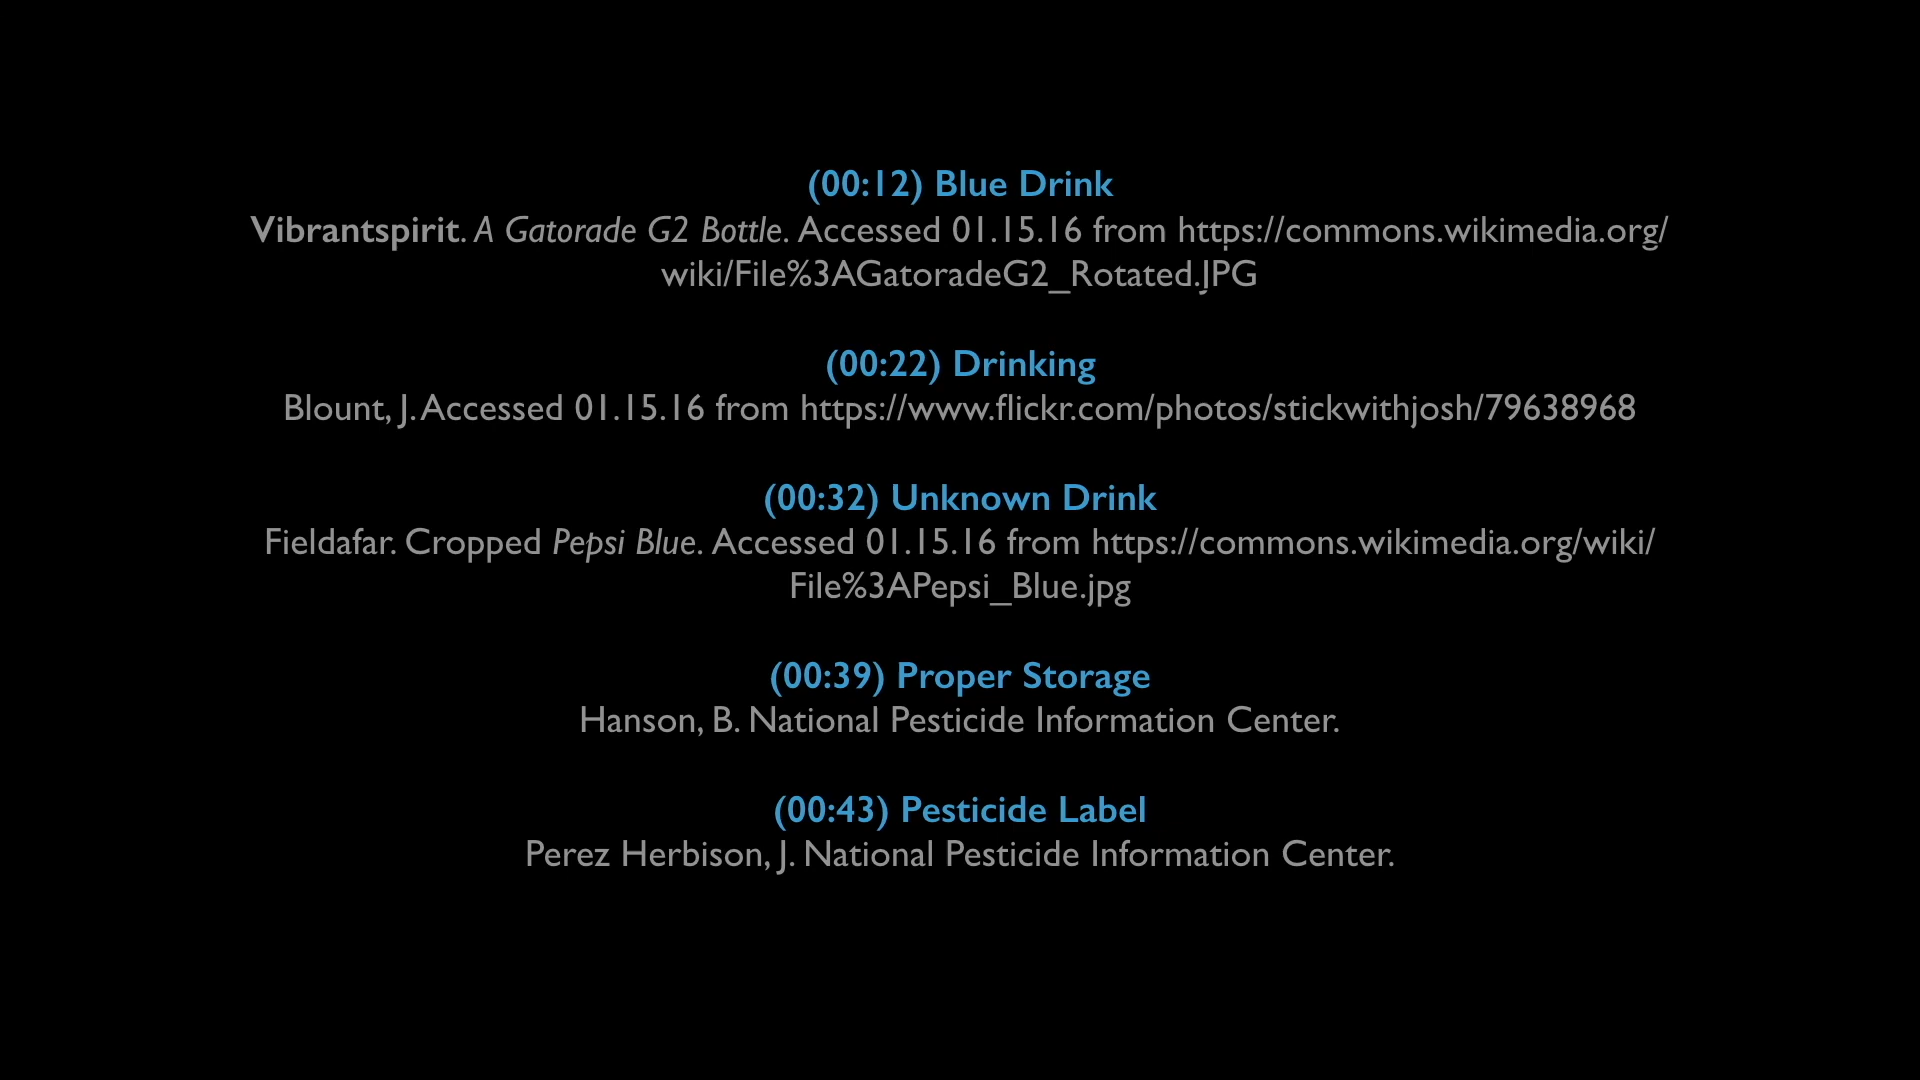 (00:12) Blue Drink
Vibrantspirit. A Gatorade G2 Bottle. Accessed 01.15.16 from https://commons.wikimedia.org/
wiki/File%3AGatoradeG2_Rotated.JPG
(00:22) Drinking
Blount, J. Accessed 01.15.16 from https://www.flickr.com/photos/stickwithjosh/79638968
(00:32) Unknown Drink
Fieldafar. Cropped Pepsi Blue. Accessed 01.15.16 from https://commons.wikimedia.org/wiki/
File%3APepsi_Blue.jpg
(00:39) Proper Storage
Hanson, B. National Pesticide Information Center.
(00:43) Pesticide Label
Perez Herbison, J. National Pesticide Information Center.